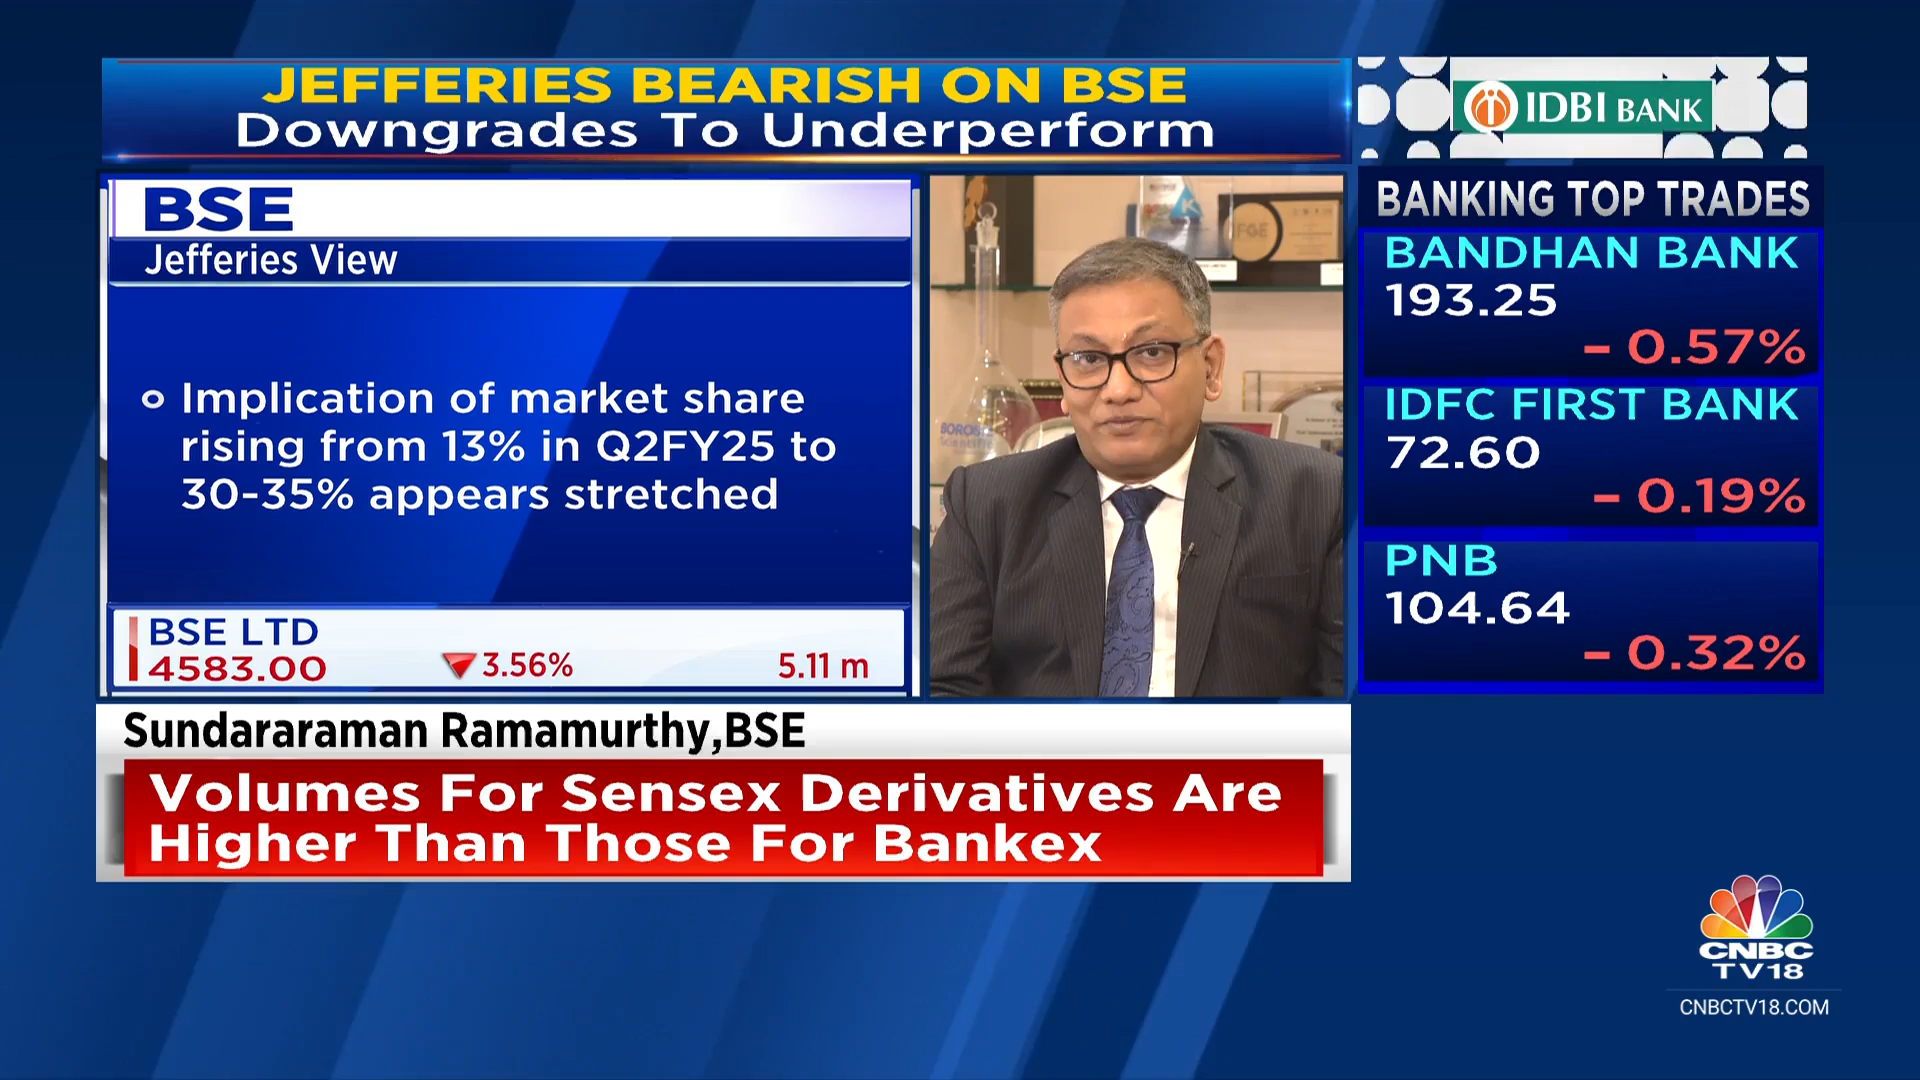 JEFFERIES BEARISH ON BSE
Downgrades To Underperform
IDBI BANK
BSE
Jefferies View
Implication of market share
rising from 13% in Q2FY25 to
30-35% appears stretched
BSE LTD
4583.00 3.56% 5.11 m
BANKING TOP TRADES
BANDHAN BANK
193.25
– 0.57%
IDFC FIRST BANK
72.60
– 0.19%
PNB
104.64
– 0.32%
Sundararaman Ramamurthy,BSE
Volumes For Sensex Derivatives Are
Higher Than Those For Bankex
CNBC
TV18
CNBCTV18.COM